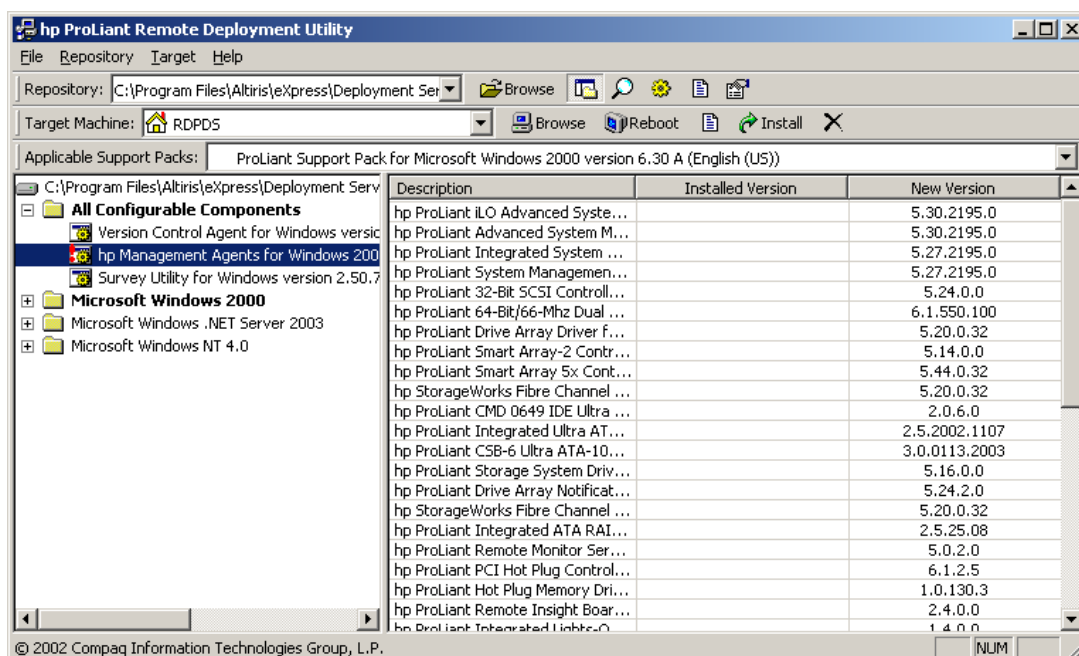 hp ProLiant Remote Deployment Utility
File Repository Target Help
Repository: C:\Program Files\Altiris\eXpress\Deployment Ser Browse
Target Machine: RDPDS Browse Reboot Install
Applicable Support Packs: ProLiant Support Pack for Microsoft Windows 2000 version 6.30 A (English (US))
C:\Program Files\Altiris\eXpress\Deployment Serv
All Configurable Components
Version Control Agent for Windows versic
hp Management Agents for Windows 200
Survey Utility for Windows version 2.50.7
Microsoft Windows 2000
Microsoft Windows .NET Server 2003
Microsoft Windows NT 4.0
Description Installed Version New Version
hp ProLiant iLO Advanced Syste... 5.30.2195.0
hp ProLiant Advanced System M... 5.30.2195.0
hp ProLiant Integrated System ... 5.27.2195.0
hp ProLiant System Managemen... 5.27.2195.0
hp ProLiant 32-Bit SCSI Controll... 5.24.0.0
hp ProLiant 64-Bit/66-Mhz Dual ... 6.1.550.100
hp ProLiant Drive Array Driver f... 5.20.0.32
hp ProLiant Smart Array-2 Contr... 5.14.0.0
hp ProLiant Smart Array 5x Cont... 5.44.0.32
hp StorageWorks Fibre Channel ... 5.20.0.32
hp ProLiant CMD 0649 IDE Ultra ... 2.0.6.0
hp ProLiant Integrated Ultra AT... 2.5.2002.1107
hp ProLiant CSB-6 Ultra ATA-10... 3.0.0113.2003
hp ProLiant Storage System Driv... 5.16.0.0
hp ProLiant Drive Array Notificat... 5.24.2.0
hp StorageWorks Fibre Channel ... 5.20.0.32
hp ProLiant Integrated ATA RAI... 2.5.25.08
hp ProLiant Remote Monitor Ser... 5.0.2.0
hp ProLiant PCI Hot Plug Control... 6.1.2.5
hp ProLiant Hot Plug Memory Dri... 1.0.130.3
hp ProLiant Remote Insight Boar... 2.4.0.0
hp ProLiant Integrated Lights-O 1.4.0.0
© 2002 Compaq Information Technologies Group, L.P. NUM